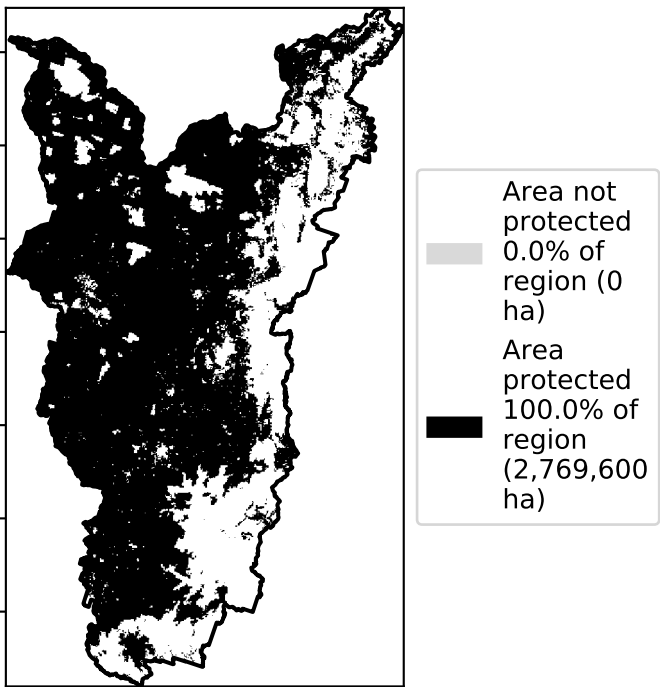 Area not
protected
0.0% of
region (0
ha)
Area
protected
100.0% of
region
(2,769,600
ha)